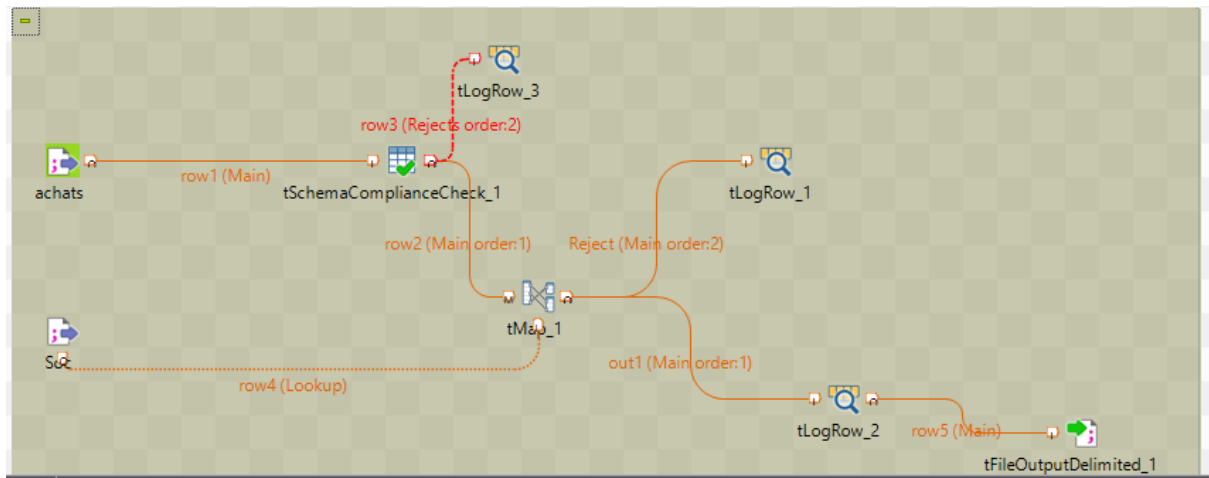 tLogRow_3
row3 (Rejects order:2)
achats
row1 (Main)
tSchemaComplianceCheck_1
tLogRow_1
row2 (Main order:1)
Reject (Main order:2)
tMap_1
Soc
row4 (Lookup)
out1 (Main order:1)
tLogRow_2
row5 (Main)
tFileOutputDelimited_1